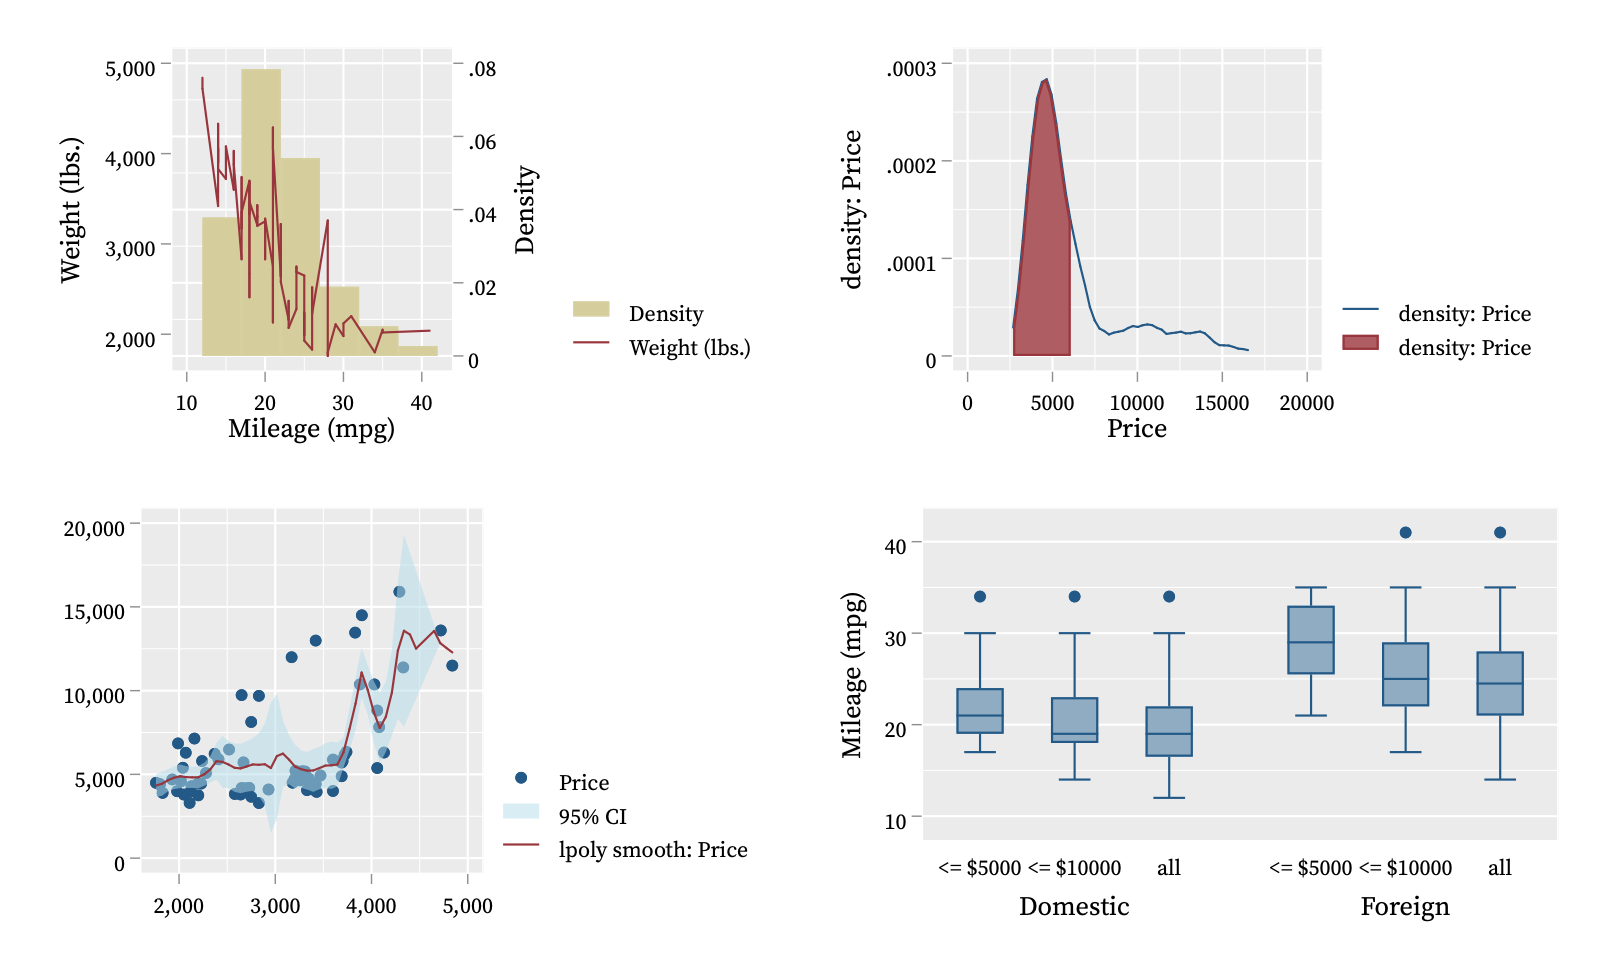 5,000
4,000
3,000
2,000
Weight (lbs.)
.08
.06
.04
.02
0
Density
10 20 30 40
Mileage (mpg)
Density
Weight (lbs.)
.0003
.0002
.0001
0
density: Price
0 5000 10000 15000 20000
Price
density: Price
density: Price
20,000
15,000
10,000
5,000
0
2,000 3,000 4,000 5,000
Price
95% CI
lpoly smooth: Price
40
30
20
10
Mileage (mpg)
<= $5000 <= $10000 all <= $5000 <= $10000 all
Domestic Foreign